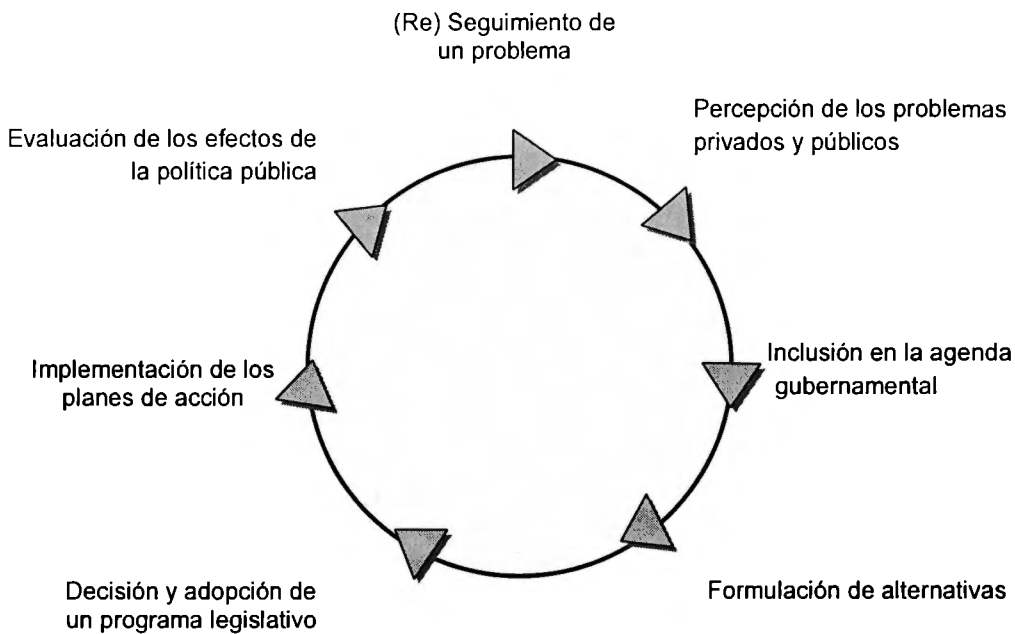 (Re) Seguimiento de
un problema
Percepción de los problemas
privados y públicos
Inclusión en la agenda
gubernamental
Formulación de alternativas
Decisión y adopción de
un programa legislativo
Implementación de los
planes de acción
Evaluación de los efectos de
la política pública